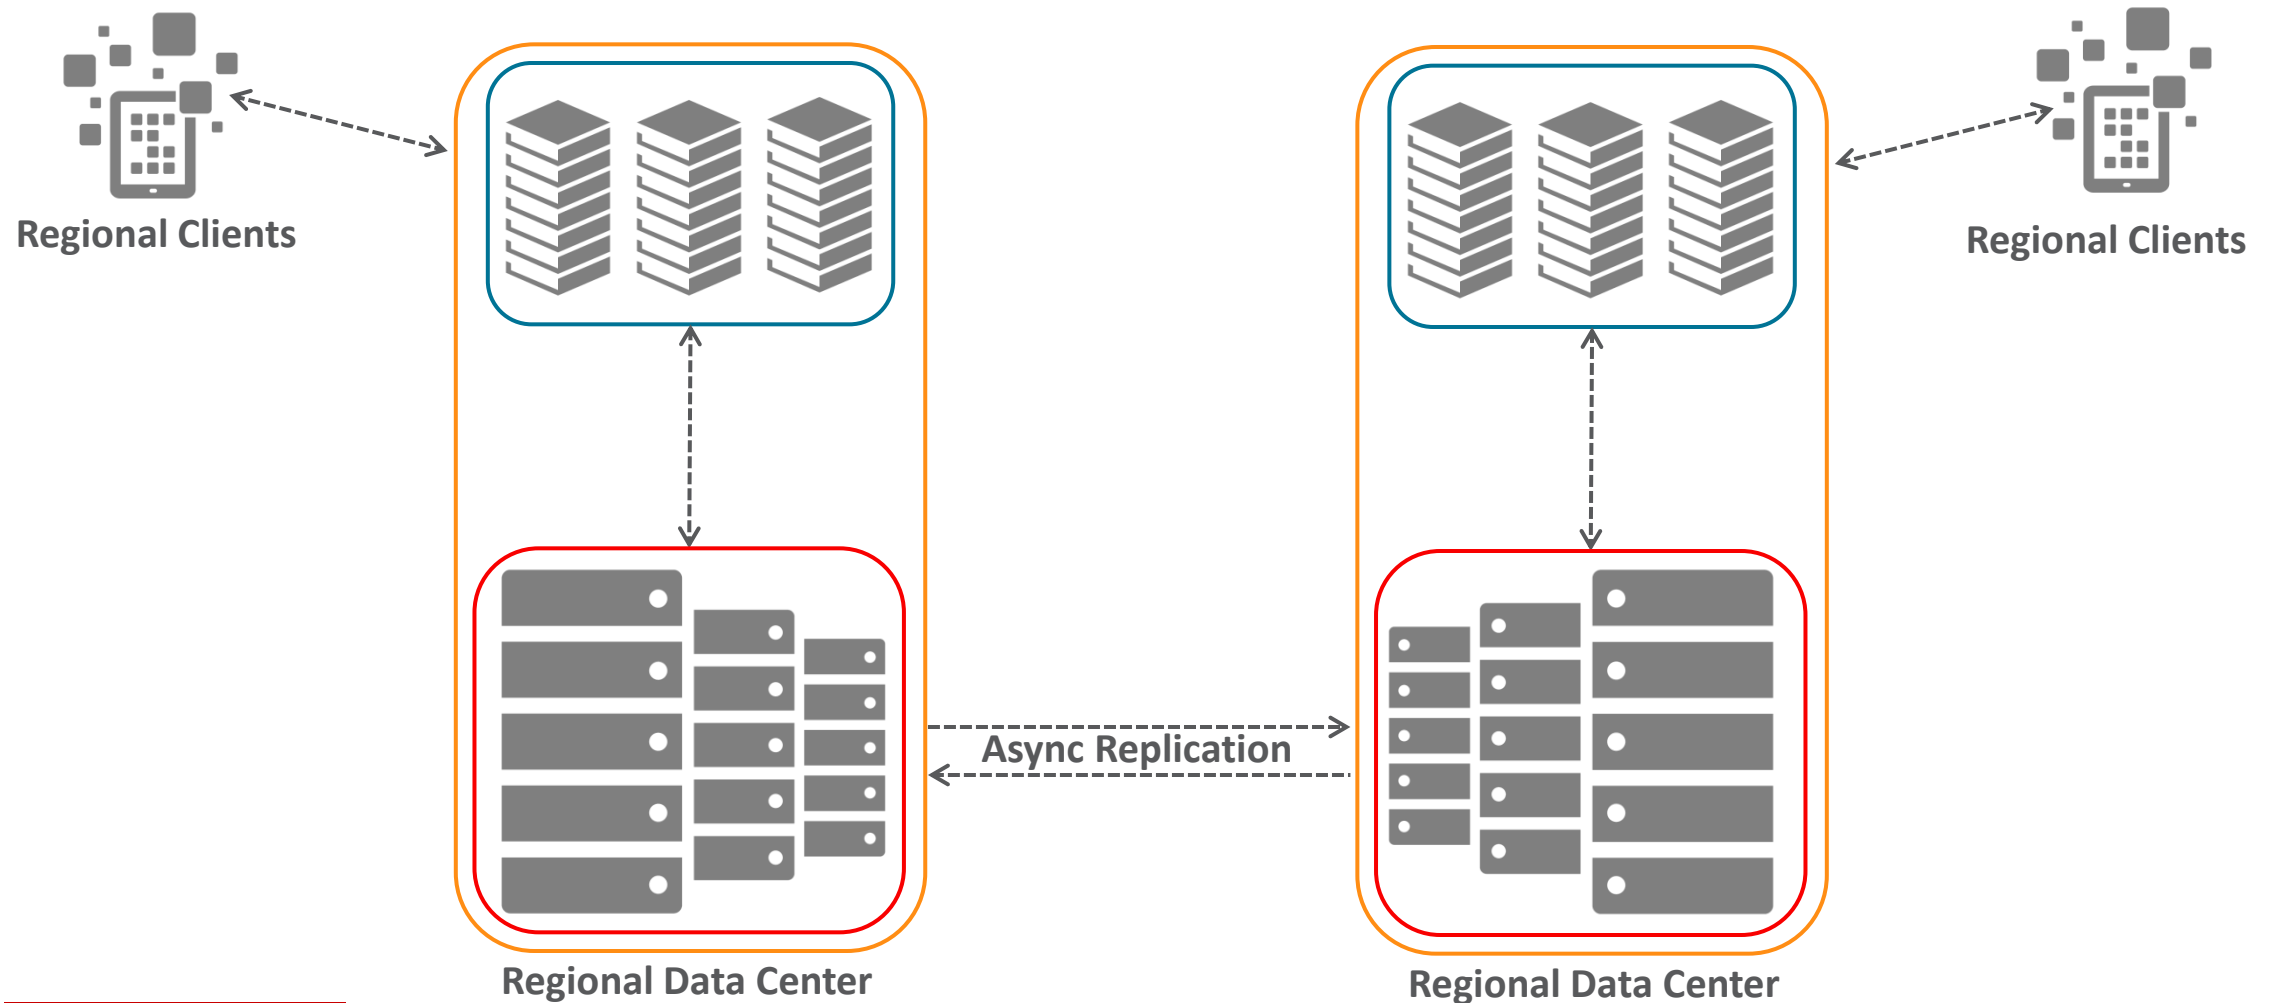 Regional Clients
Regional Clients
Async Replication
Regional Data Center
Regional Data Center